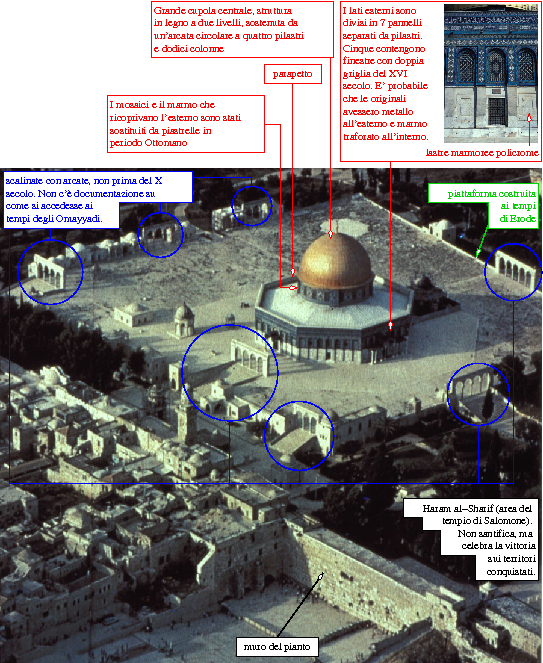 Grande cupola centrale, struttura
in legno a due livelli, sostenuta da
un'arcata circolare a quattro pilastri
e dodici colonne
I lati esterni sono
divisi in 7 pannelli
separati da pilastri.
Cinque contengono
finestre con doppia
griglia del XVI
secolo. E' probabile
che le originali
avessero metallo
all'esterno e marmo
traforato all'interno.
parapetto
I mosaici e il marmo che
ricoprivano l'esterno sono stati
sostituiti da piastrelle in
periodo Ottomano
lastre marmoree policrome
scalinate con arcate, non prima del X
secolo. Non c'è documentazione su
come si accedesse ai
tempi degli Omayyadi.
piattaforma costruita
ai tempi
di Erode
Haram al-Sharif (area del
tempio di Salomone).
Non santifica, ma
celebra la vittoria
sui territori
conquistati.
muro del pianto